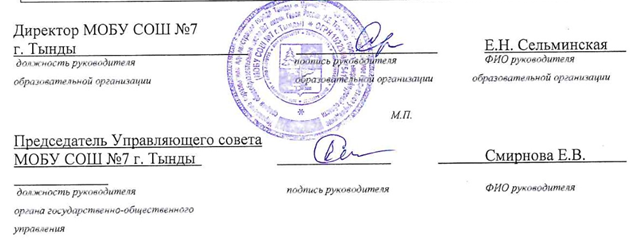 Директор МОБУ СОШ №7
г. Тынды Е.Н. Сельминская
должность руководителя подпись руководителя ФИО руководителя
образовательной организации образовательной организации образовательной организации
М.П.
Председатель Управляющего совета
МОБУ СОШ №7 г. Тынды Смирнова Е.В.
должность руководителя подпись руководителя ФИО руководителя
органа государственно-общественного
управления